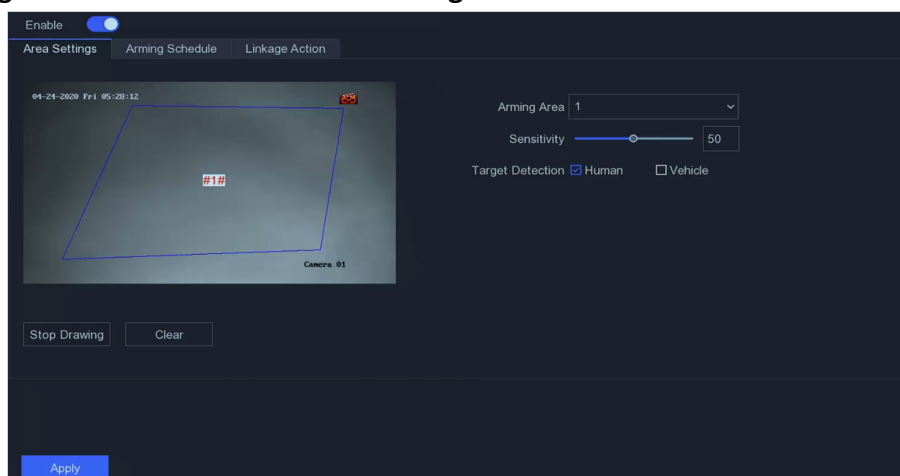 Enable
Area Settings Arming Schedule Linkage Action
04-24-2020 Fri 05:28:12
#1#
Camera 01
Arming Area 1
Sensitivity 50
Target Detection Human Vehicle
Stop Drawing Clear
Apply